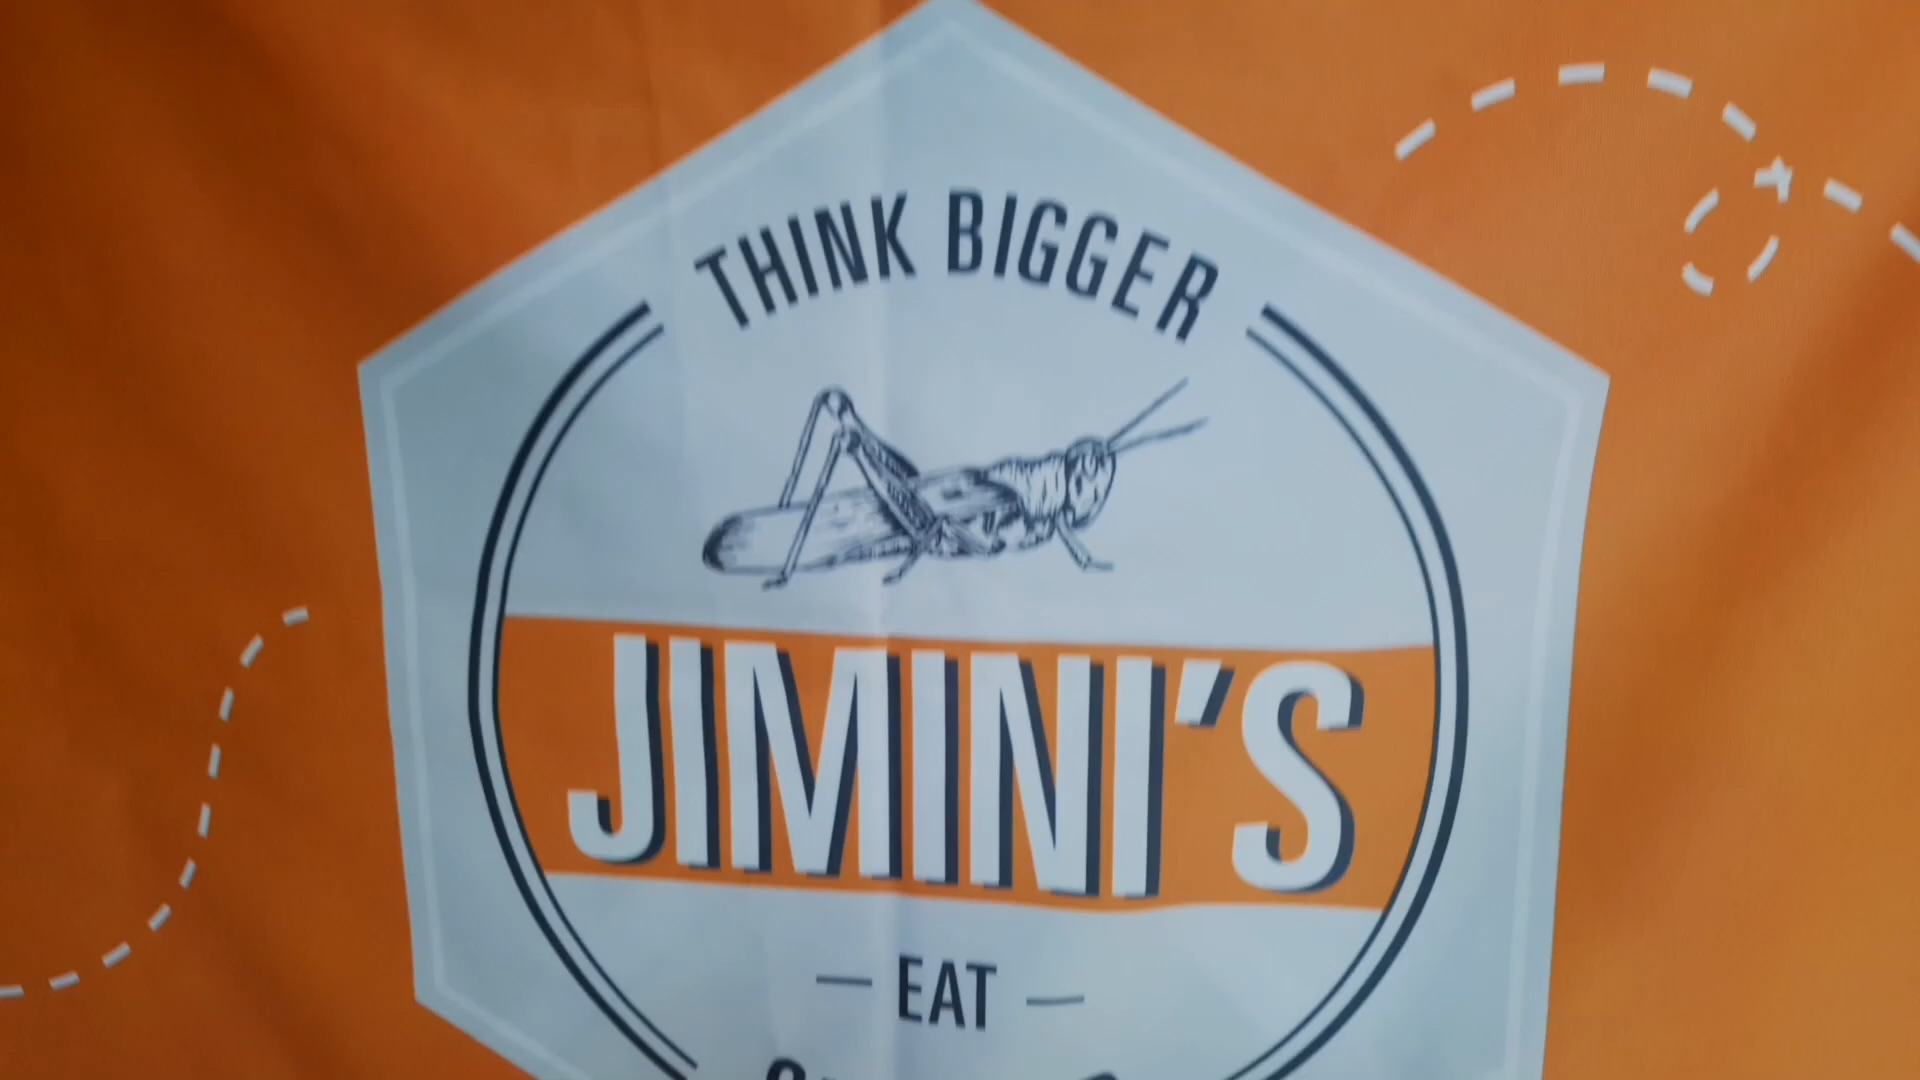 THINK BIGGER
JIMINI'S
— EAT —